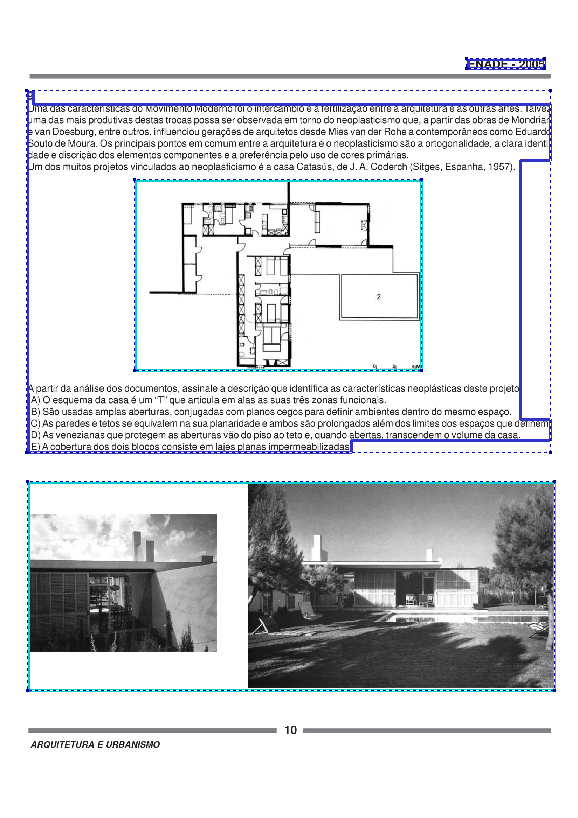 ENADE - 2005
Uma das características do Movimento Moderno foi o intercâmbio e a fertilização entre a arquitetura e as outras artes. Talvez
uma das mais produtivas destas trocas possa ser observada em torno do neoplasticismo que, a partir das obras de Mondrian
e van Doesburg, entre outros, influenciou gerações de arquitetos desde Mies van der Rohe a contemporâneos como Eduardo
Souto de Moura. Os principais pontos em comum entre a arquitetura e o neoplasticismo são a ortogonalidade, a clara identi
dade e discrição dos elementos componentes e a preferência pelo uso de cores primárias.
Um dos muitos projetos vinculados ao neoplasticismo é a casa Catasús, de J. A. Coderch (Sitges, Espanha, 1957).
2
A partir da análise dos documentos, assinale a descrição que identifica as características neoplásticas deste projeto
A) O esquema da casa é um “T” que articula em alas as suas três zonas funcionais.
B) São usadas amplas aberturas, conjugadas com planos cegos para definir ambientes dentro do mesmo espaço.
C) As paredes e tetos se equivalem na sua planaridade e ambos são prolongados além dos limites dos espaços que definem
D) As venezianas que protegem as aberturas vão do piso ao teto e, quando abertas, transcendem o volume da casa.
E) A cobertura dos dois blocos consiste em lajes planas impermeabilizadas
10
ARQUITETURA E URBANISMO